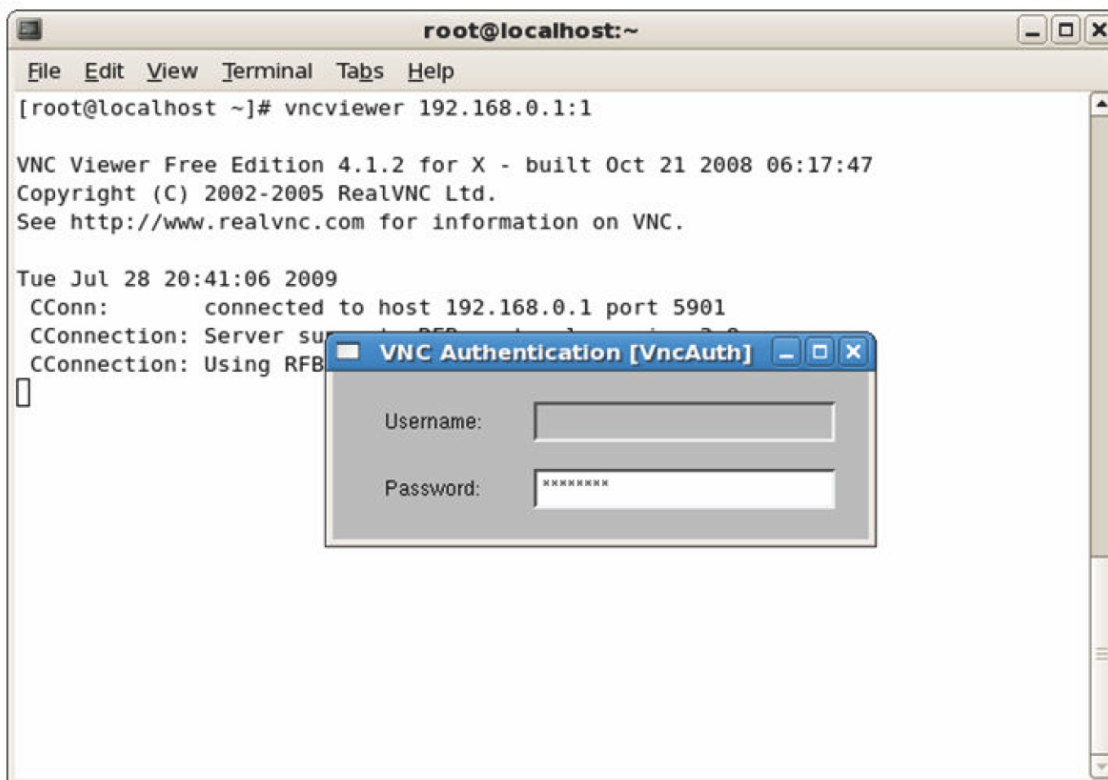 root@localhost:~
File Edit View Terminal Tabs Help
[root@localhost ~]# vncviewer 192.168.0.1:1
VNC Viewer Free Edition 4.1.2 for X - built Oct 21 2008 06:17:47
Copyright (C) 2002-2005 RealVNC Ltd.
See http://www.realvnc.com for information on VNC.
Tue Jul 28 20:41:06 2009
CConn: connected to host 192.168.0.1 port 5901
CConnection: Server
CConnection: Using RFB
VNC Authentication [VncAuth]
Username:
Password: ********